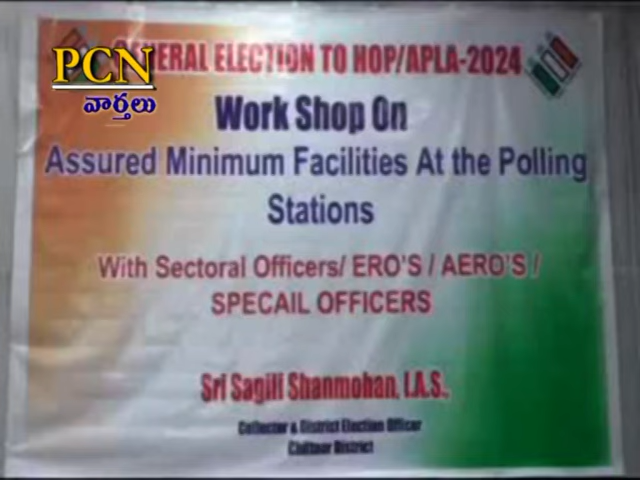 PCN
వార్తలు
GENERAL ELECTION TO HOP/APLA-2024
Work Shop On
Assured Minimum Facilities At the Polling
Stations
With Sectoral Officers/ ERO'S / AERO'S /
SPECAIL OFFICERS
Sri Sagili Shanmohan, I.A.S.,
Collector & District Election Officer
Chittoor District